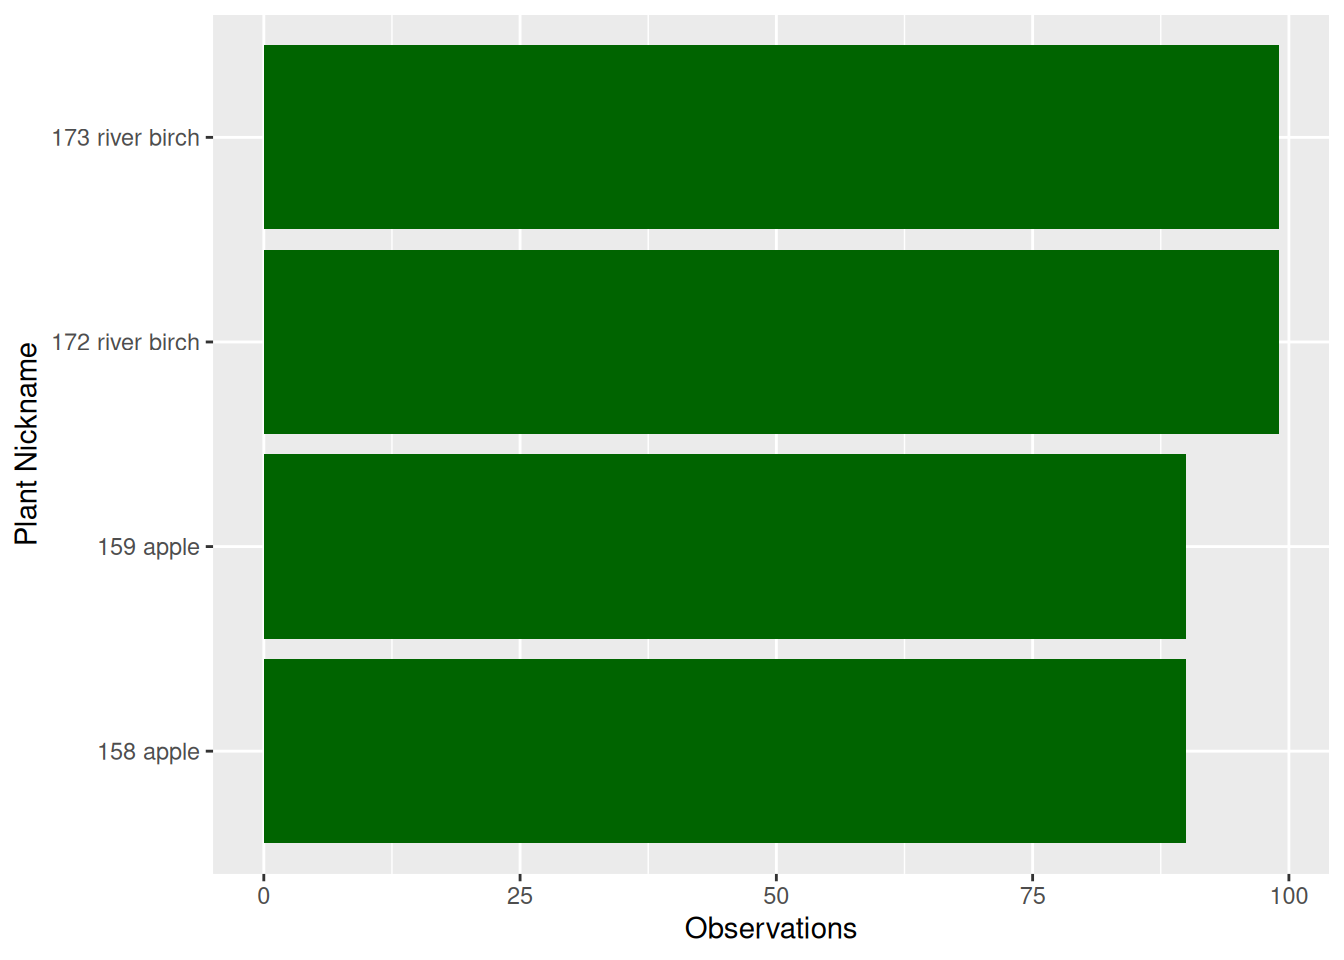 173 river birch
172 river birch
159 apple
158 apple
Plant Nickname
0 25 50 75 100
Observations